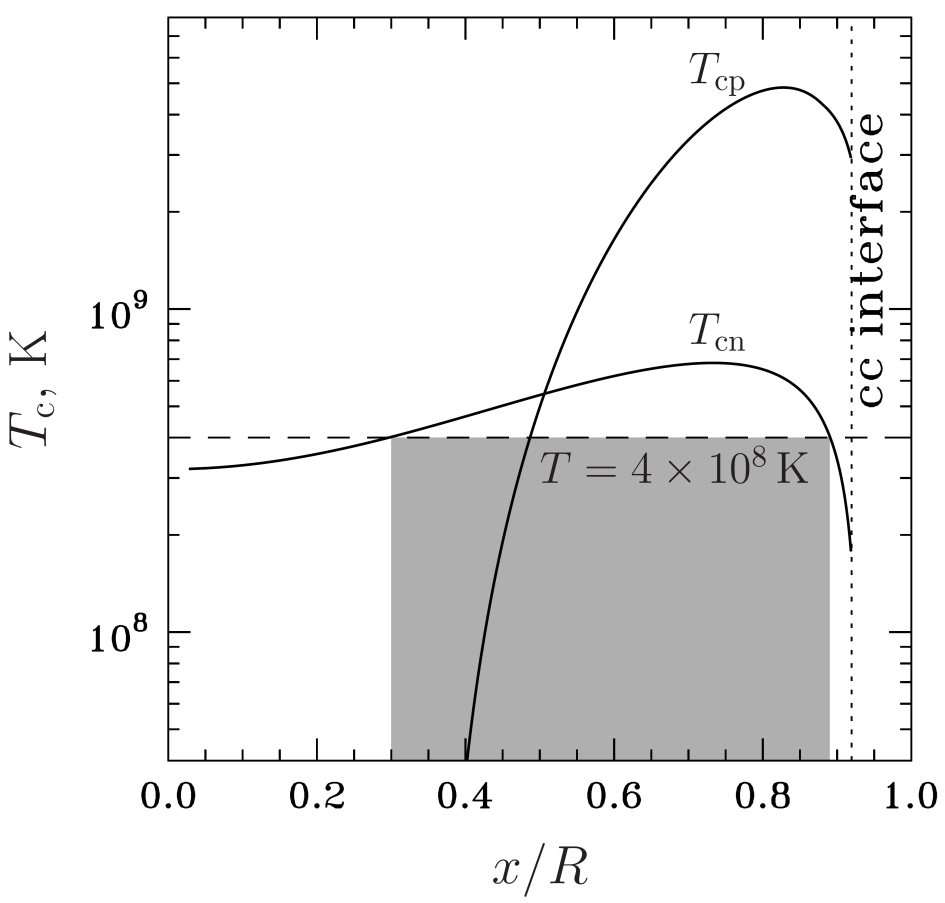 T_cp
cc interface
10^9
T_cn
T_c, K
T = 4 × 10^8 K
10^8
0.0 0.2 0.4 0.6 0.8 1.0
x/R